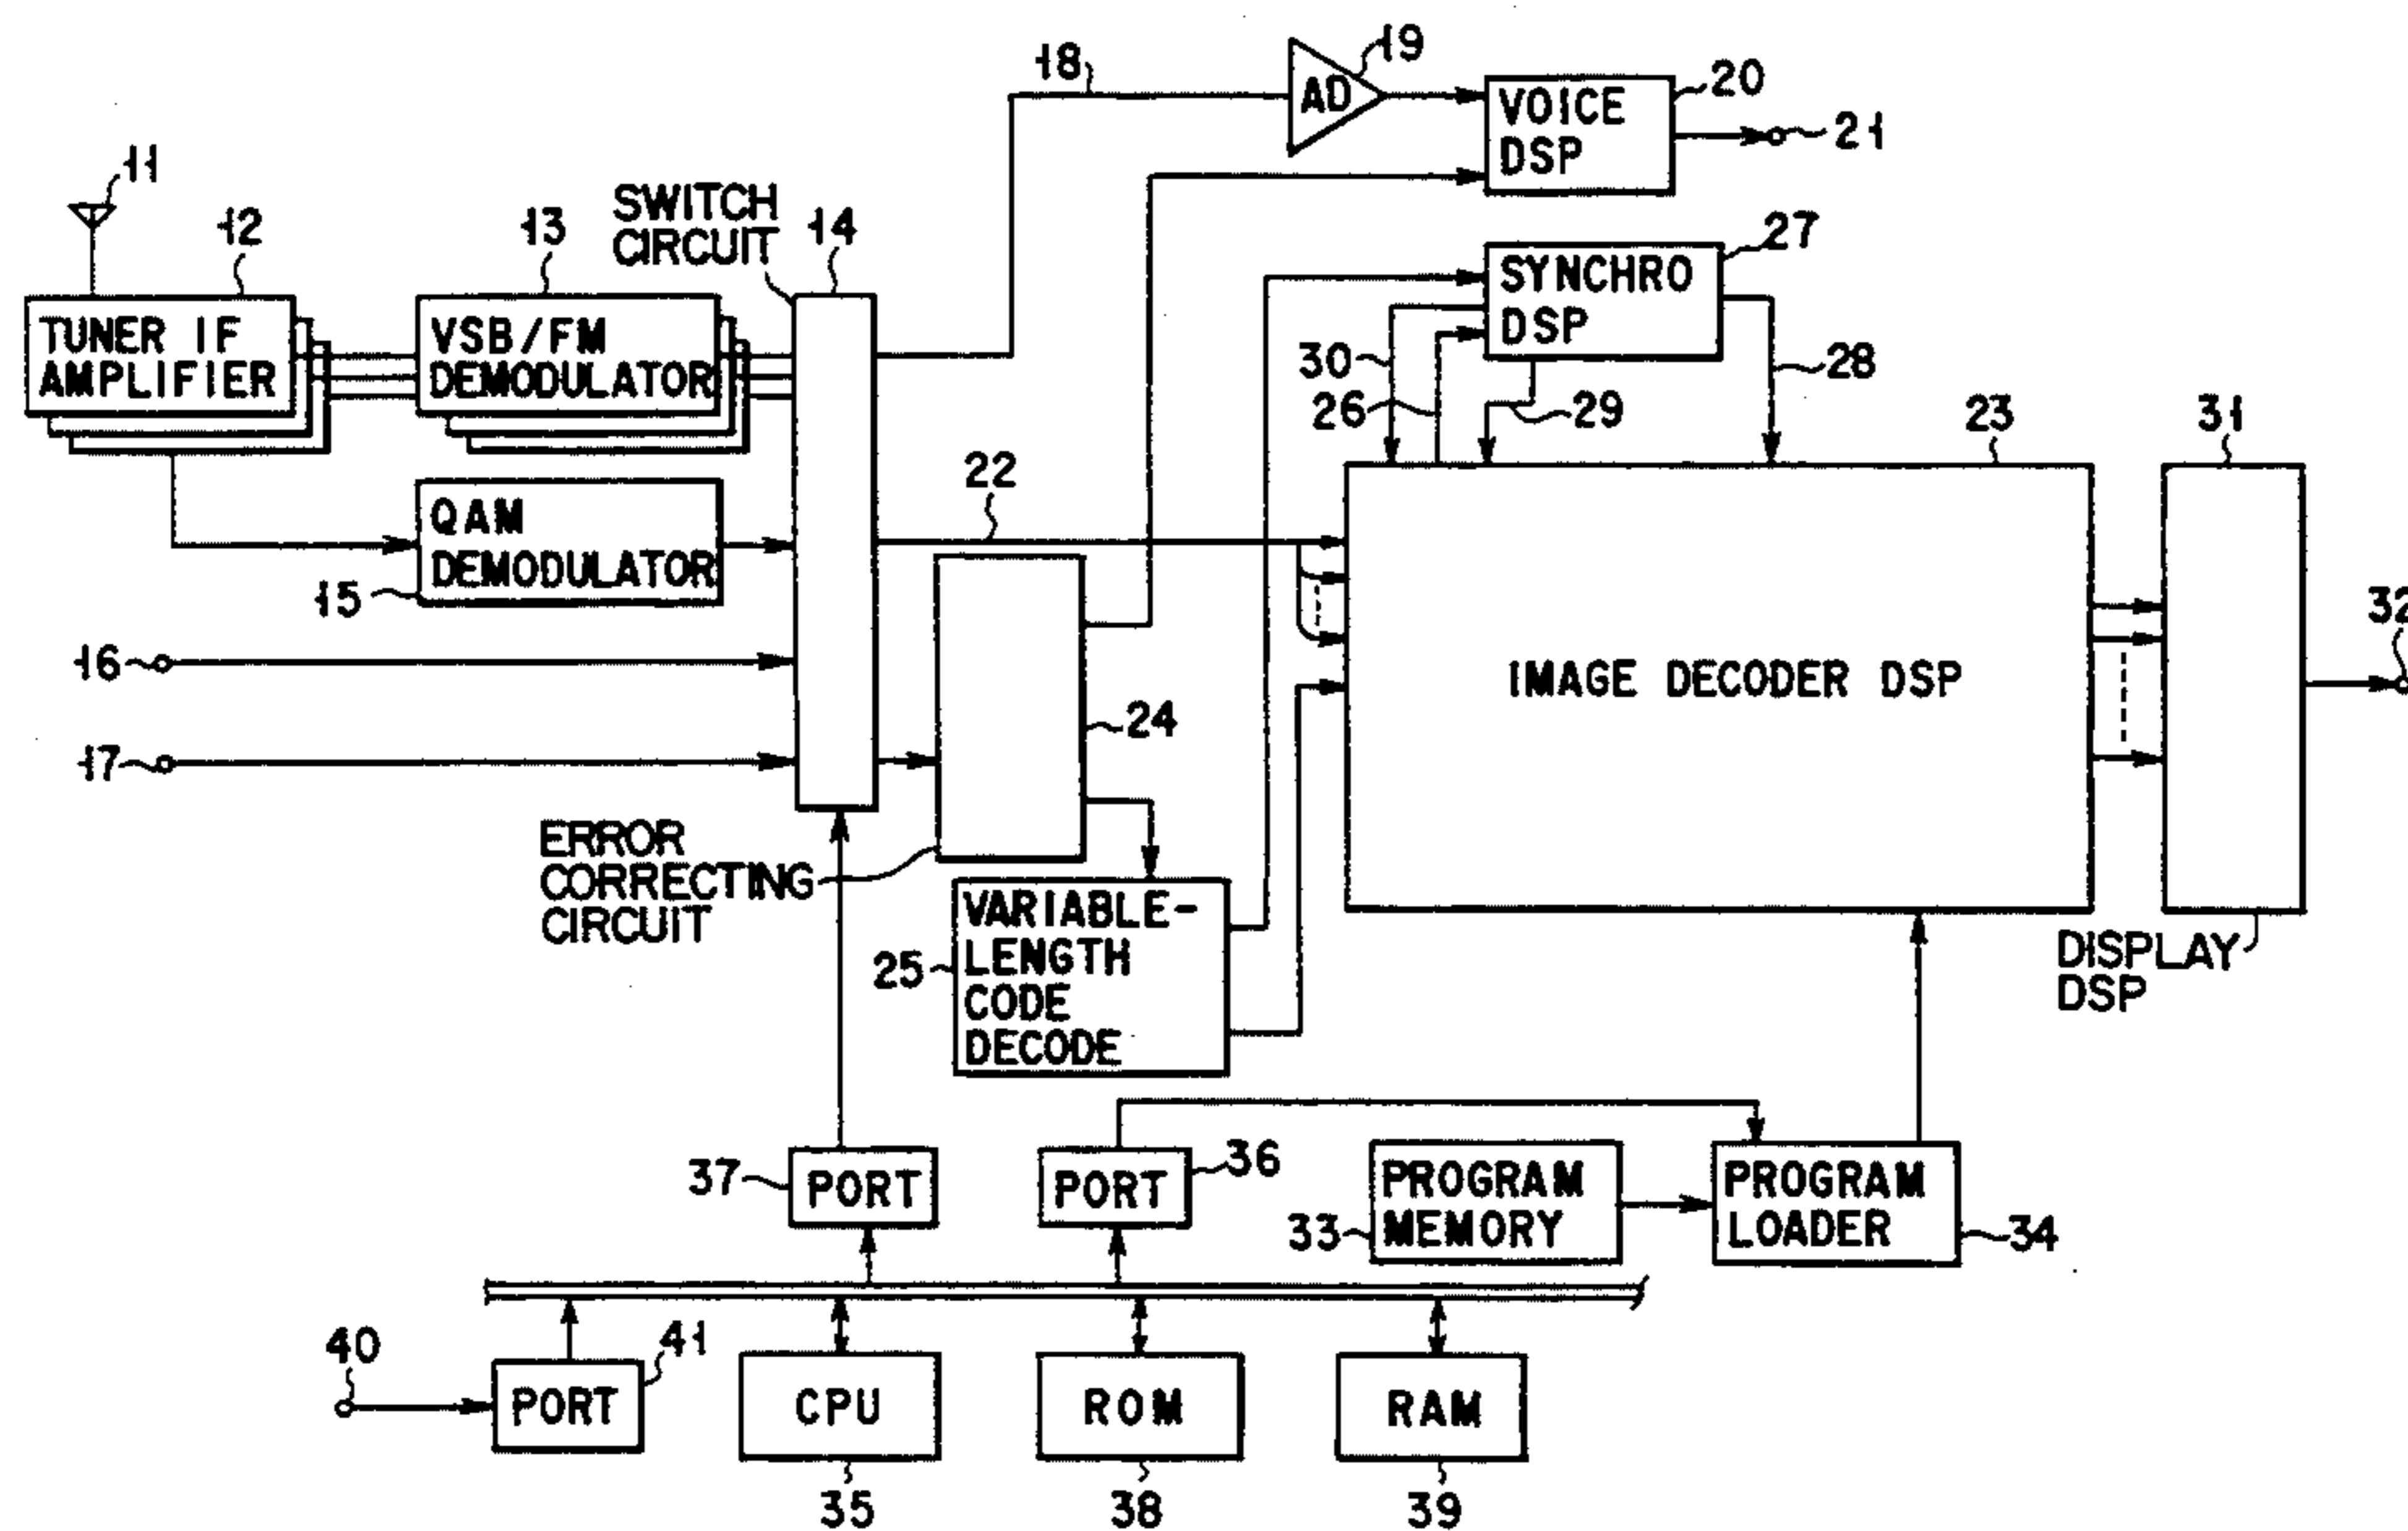 18
AD
19
VOICE
DSP
20
21
11
12
13
SWITCH
CIRCUIT
14
TUNER IF
AMPLIFIER
VSB/FM
DEMODULATOR
SYNCHRO
DSP
27
30
26
29
28
23
31
22
QAM
DEMODULATOR
15
16
17
24
IMAGE DECODER DSP
32
ERROR
CORRECTING
CIRCUIT
VARIABLE-
LENGTH
CODE
DECODE
25
DISPLAY
DSP
37
PORT
PORT
36
PROGRAM
MEMORY
33
PROGRAM
LOADER
34
40
PORT
41
CPU
35
ROM
38
RAM
39